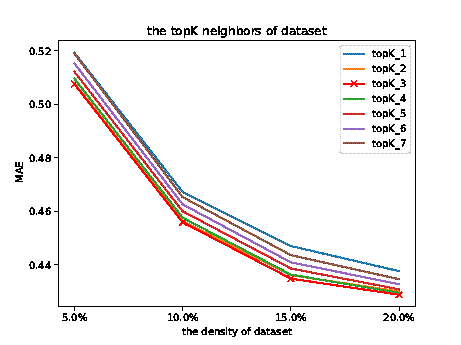 the topK neighbors of dataset
topK_1
topK_2
topK_3
topK_4
topK_5
topK_6
topK_7
0.52
0.50
0.48
0.46
0.44
MAE
5.0%
10.0%
15.0%
20.0%
the density of dataset